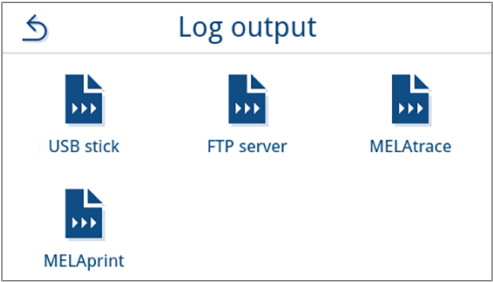 Log output
USB stick
FTP server
MELAtrace
MELAprint